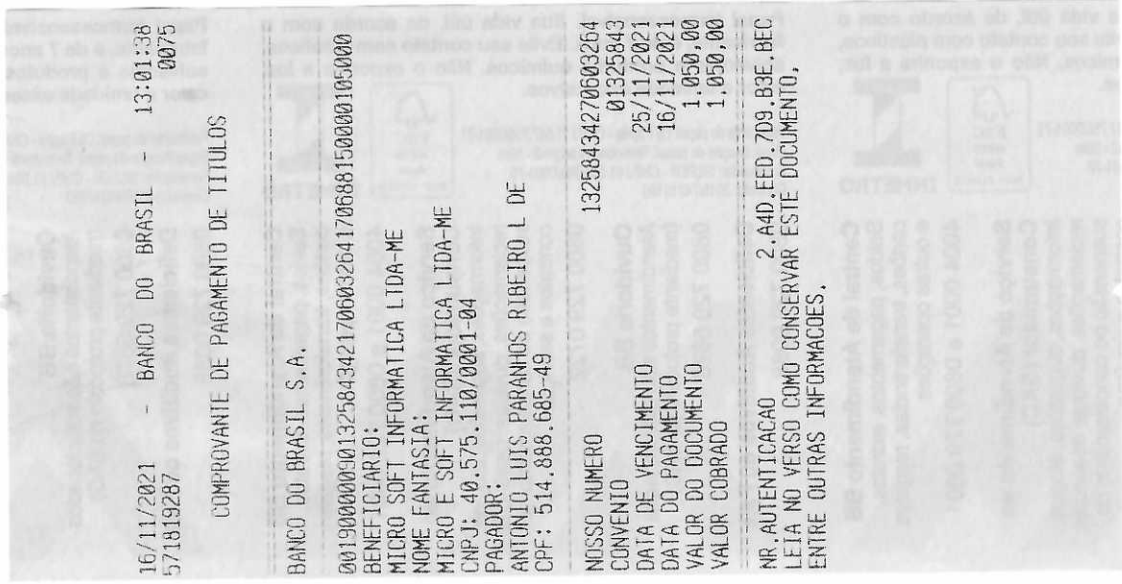 16/11/2021 - BANCO DO BRASIL - 13:01:38
571819287 0075
COMPROVANTE DE PAGAMENTO DE TITULOS
BANCO DO BRASIL S.A.
00190000090132584342170603264170688150000105000
BENEFICIARIO:
MICRO SOFT INFORMATICA LTDA-ME
NOME FANTASIA:
MICRO E SOFT INFORMATICA LTDA-ME
CNPJ: 40.575.110/0001-04
PAGADOR:
ANTONIO LUIS PARANHOS RIBEIRO L DE
CPF: 514.888.685-49
NOSSO NUMERO 13258434270603264
CONVENIO 01325843
DATA DE VENCIMENTO 25/11/2021
DATA DO PAGAMENTO 16/11/2021
VALOR DO DOCUMENTO 1.050,00
VALOR COBRADO 1.050,00
NR.AUTENTICACAO 2.A4D.EED.7D9.B3E.BEC
LEIA NO VERSO COMO CONSERVAR ESTE DOCUMENTO,
ENTRE OUTRAS INFORMACOES.